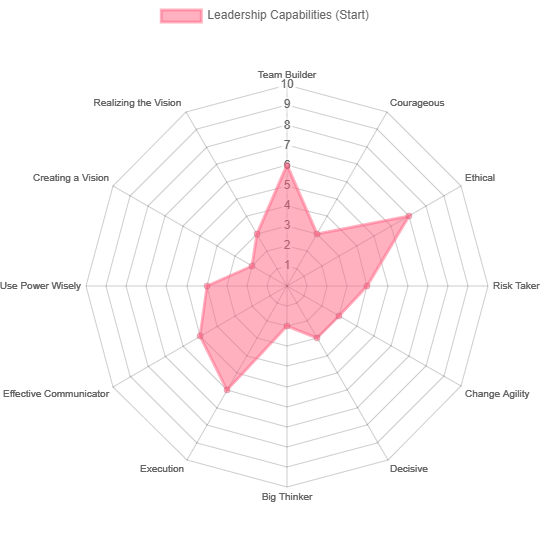 Leadership Capabilities (Start)
Team Builder
Realizing the Vision
Courageous
Creating a Vision
Ethical
Use Power Wisely
Risk Taker
Effective Communicator
Change Agility
Execution
Decisive
Big Thinker
10
9
8
7
6
5
4
3
2
1